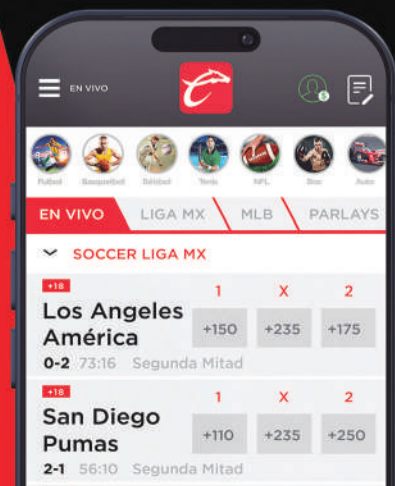 EN VIVO
Futbol Basquetbol Béisbol Tenis NFL Box Auto
EN VIVO LIGA MX MLB PARLAYS
SOCCER LIGA MX
+18 1 X 2
Los Angeles
América
+150 +235 +175
0-2 73:16 Segunda Mitad
+18 1 X 2
San Diego
Pumas
+110 +235 +250
2-1 56:10 Segunda Mitad